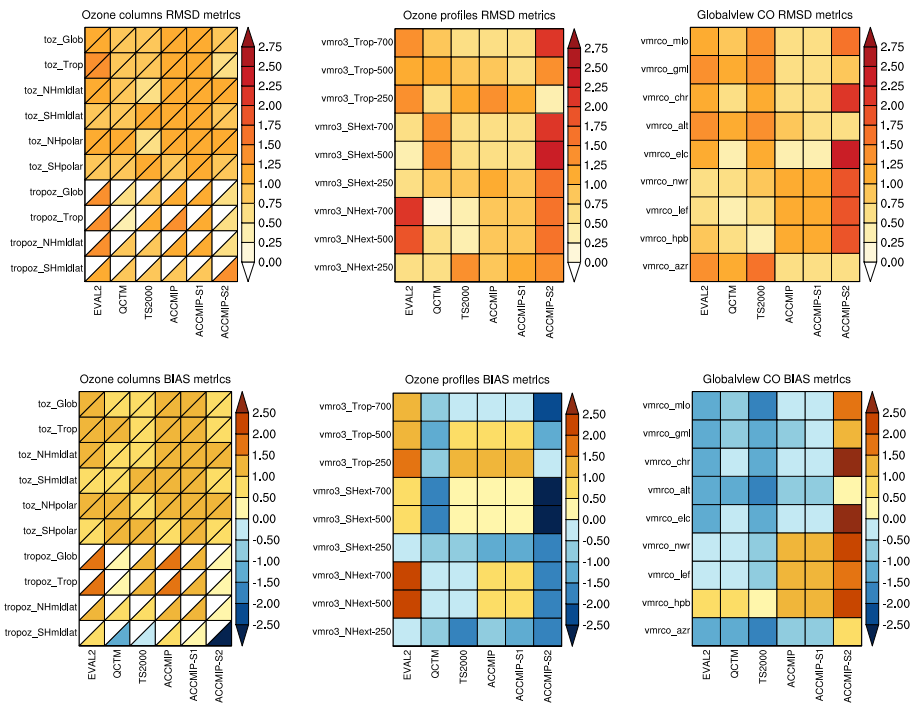 Ozone columns RMSD metrics
toz_Glob
toz_Trop
toz_NHmidlat
toz_SHmidlat
toz_NHpolar
toz_SHpolar
tropoz_Glob
tropoz_Trop
tropoz_NHmidlat
tropoz_SHmidlat
EVAL2
QCTM
TS2000
ACCMIP
ACCMIP-S1
ACCMIP-S2
2.75
2.50
2.25
2.00
1.75
1.50
1.25
1.00
0.75
0.50
0.25
0.00
Ozone profiles RMSD metrics
vmro3_Trop-700
vmro3_Trop-500
vmro3_Trop-250
vmro3_SHext-700
vmro3_SHext-500
vmro3_SHext-250
vmro3_NHext-700
vmro3_NHext-500
vmro3_NHext-250
EVAL2
QCTM
TS2000
ACCMIP
ACCMIP-S1
ACCMIP-S2
2.75
2.50
2.25
2.00
1.75
1.50
1.25
1.00
0.75
0.50
0.25
0.00
Globalview CO RMSD metrics
vmrco_mlo
vmrco_gmi
vmrco_chr
vmrco_alt
vmrco_elc
vmrco_nwr
vmrco_lef
vmrco_hpb
vmrco_azr
EVAL2
QCTM
TS2000
ACCMIP
ACCMIP-S1
ACCMIP-S2
2.75
2.50
2.25
2.00
1.75
1.50
1.25
1.00
0.75
0.50
0.25
0.00
Ozone columns BIAS metrics
toz_Glob
toz_Trop
toz_NHmidlat
toz_SHmidlat
toz_NHpolar
toz_SHpolar
tropoz_Glob
tropoz_Trop
tropoz_NHmidlat
tropoz_SHmidlat
EVAL2
QCTM
TS2000
ACCMIP
ACCMIP-S1
ACCMIP-S2
2.50
2.00
1.50
1.00
0.50
0.00
-0.50
-1.00
-1.50
-2.00
-2.50
Ozone profiles BIAS metrics
vmro3_Trop-700
vmro3_Trop-500
vmro3_Trop-250
vmro3_SHext-700
vmro3_SHext-500
vmro3_SHext-250
vmro3_NHext-700
vmro3_NHext-500
vmro3_NHext-250
EVAL2
QCTM
TS2000
ACCMIP
ACCMIP-S1
ACCMIP-S2
2.50
2.00
1.50
1.00
0.50
0.00
-0.50
-1.00
-1.50
-2.00
-2.50
Globalview CO BIAS metrics
vmrco_mlo
vmrco_gmi
vmrco_chr
vmrco_alt
vmrco_elc
vmrco_nwr
vmrco_lef
vmrco_hpb
vmrco_azr
EVAL2
QCTM
TS2000
ACCMIP
ACCMIP-S1
ACCMIP-S2
2.50
2.00
1.50
1.00
0.50
0.00
-0.50
-1.00
-1.50
-2.00
-2.50